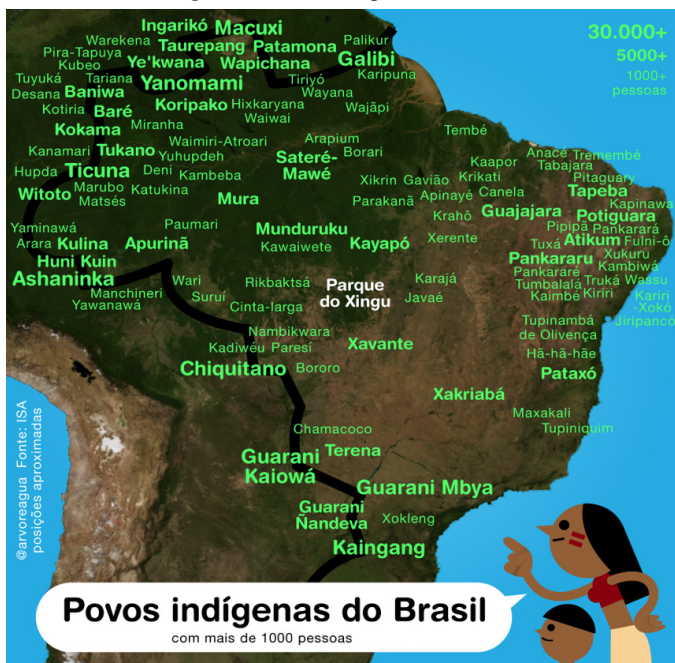 30.000+
5000+
1000+
pessoas
Ingarikó Macuxi
Warekena Taurepang Patamona Palikur
Pira-Tapuya Ye'kwana Wapichana Galibi
Kubeo
Tuyuká Tariana Yanomami Tiriyó Karipuna
Desana Baniwa Wayana
Kotiria Baré Koripako Hixkaryana Wajãpi
Waiwai
Kokama Miranha
Tembé
Kanamari Tukano Waimiri-Atroari Arapium
Yuhupdeh Sateré- Borari
Mawé
Anacé Tremembé
Kaapor Tabajara
Hupda Ticuna Deni Kambeba
Xikrin Gavião Krikati Pitaguary
Witoto Marubo Katukina
Matsés
Mura Parakanã Apinayé Canela Tapeba
Kapinawa
Krahô Guajajara Potiguara
Yaminawá Paumari
Munduruku
Pipipã Pankarará
Arara Kulina Apurinã Kawaiwete Kayapó Xerente Tuxá Atikum Fulni-ô
Huni Kuin
Pankararu Xukuru
Ashaninka Wari Rikbaktsá Parque
do Xingu
Karajá Pankararé Kambiwá
Manchineri Suruí Tumbalalá Truká Wassu
Yawanawá Cinta-larga Javaé Kaimbé Kiriri Kariri
-Xokó
Jiripancó
Nambikwara
Tupinambá
de Olivença
Kadiwéu Paresí Xavante
Hã-hã-hãe
Chiquitano Bororo
Pataxó
Xakriabá
Maxakali
Tupiniquim
Chamacoco
Guarani
Kaiowá
Terena
Guarani Mbya
Guarani
Ñandeva
Xokleng
Kaingang
@arvoreagua Fonte: ISA
posições aproximadas
Povos indígenas do Brasil
com mais de 1000 pessoas